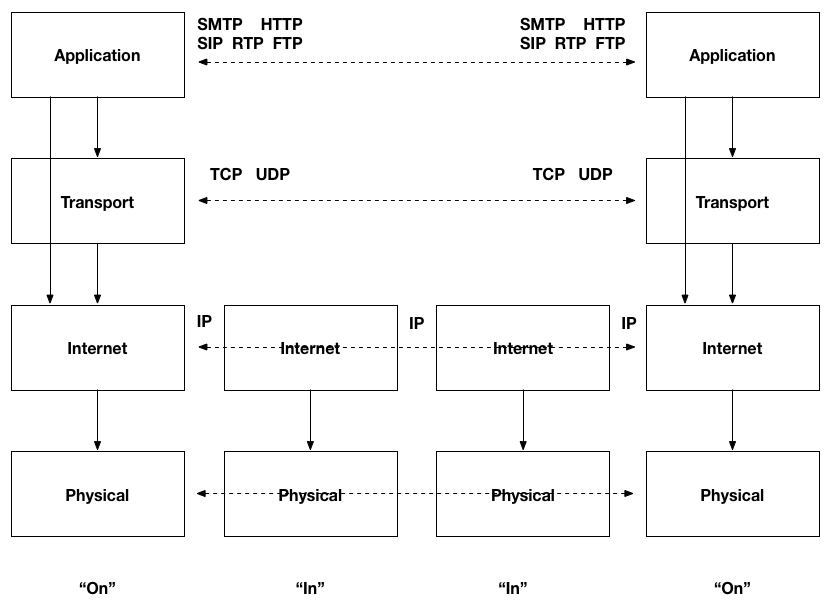 SMTP HTTP SMTP HTTP
SIP RTP FTP SIP RTP FTP
Application Application
TCP UDP TCP UDP
Transport Transport
IP IP IP
Internet Internet Internet Internet
Physical Physical Physical Physical
“On” “In” “In” “On”